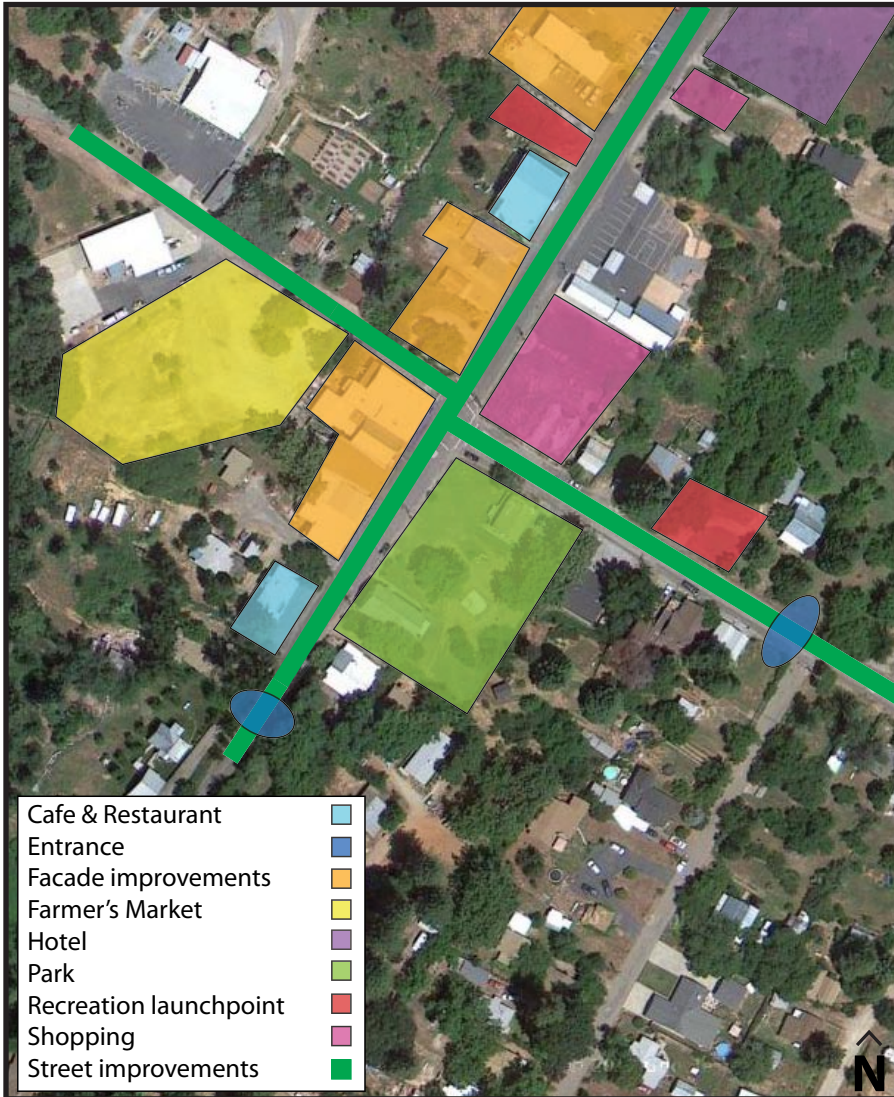 Cafe & Restaurant
Entrance
Facade improvements
Farmer's Market
Hotel
Park
Recreation launchpoint
Shopping
Street improvements
N